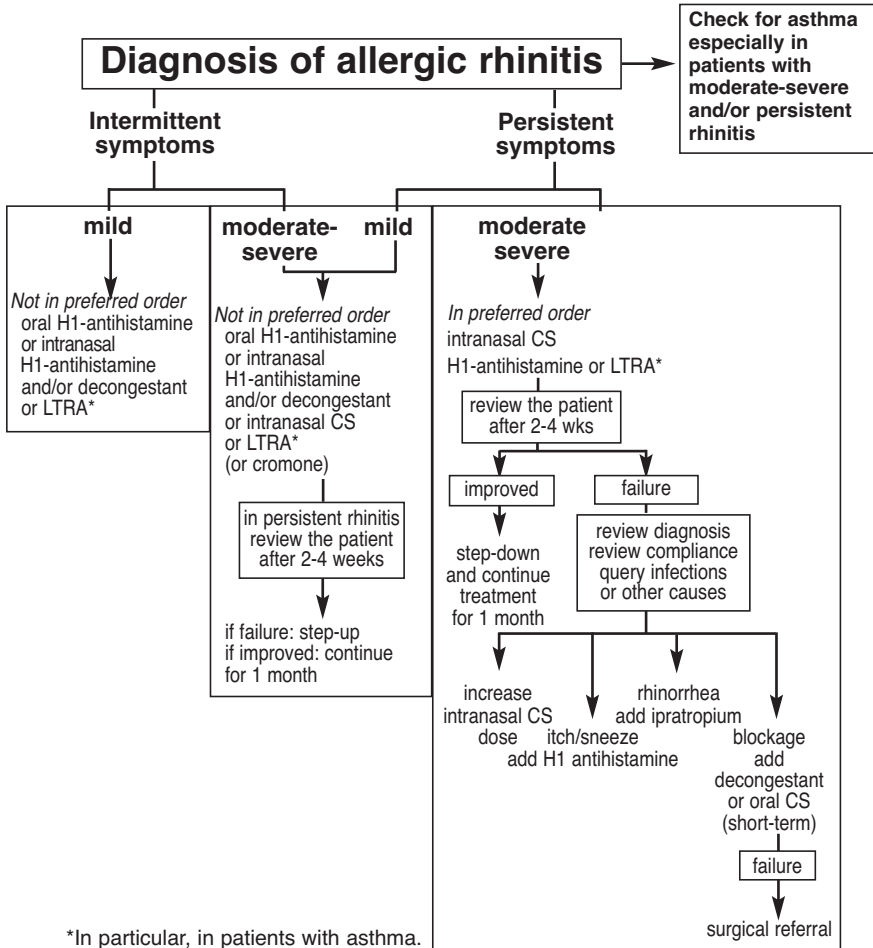 Diagnosis of allergic rhinitis
Check for asthma
especially in
patients with
moderate-severe
and/or persistent
rhinitis
Intermittent
symptoms
Persistent
symptoms
mild
Not in preferred order
oral H1-antihistamine
or intranasal
H1-antihistamine
and/or decongestant
or LTRA*
moderate-
severe
mild
Not in preferred order
oral H1-antihistamine
or intranasal
H1-antihistamine
and/or decongestant
or intranasal CS
or LTRA*
(or cromone)
in persistent rhinitis
review the patient
after 2-4 weeks
if failure: step-up
if improved: continue
for 1 month
moderate
severe
In preferred order
intranasal CS
H1-antihistamine or LTRA*
review the patient
after 2-4 wks
improved
failure
step-down
and continue
treatment
for 1 month
review diagnosis
review compliance
query infections
or other causes
increase
intranasal CS
dose
itch/sneeze
add H1 antihistamine
rhinorrhea
add ipratropium
blockage
add
decongestant
or oral CS
(short-term)
failure
surgical referral
*In particular, in patients with asthma.